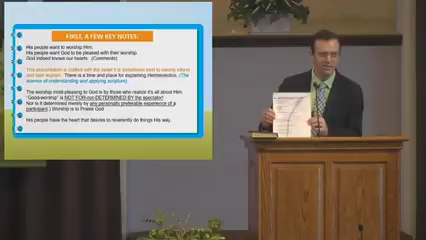 FIRST, A FEW KEY NOTES:
His people want to worship Him.
His people want God to be pleased with their worship.
God indeed knows our hearts. (Comments)
This presentation is crafted with the belief it is sometimes best to merely inform
and then explain. There is a time and place for explaining Hermeneutics. (The
science of understanding and applying scripture).
The worship most-pleasing to God is by those who realize it's all about Him.
"Good-worship" is NOT FOR-nor-DETERMINED BY the spectator!
Nor is it determined merely by any personally preferable experience of a
participant.) Worship is to Praise God
His people have the heart that desires to reverently do things His way.